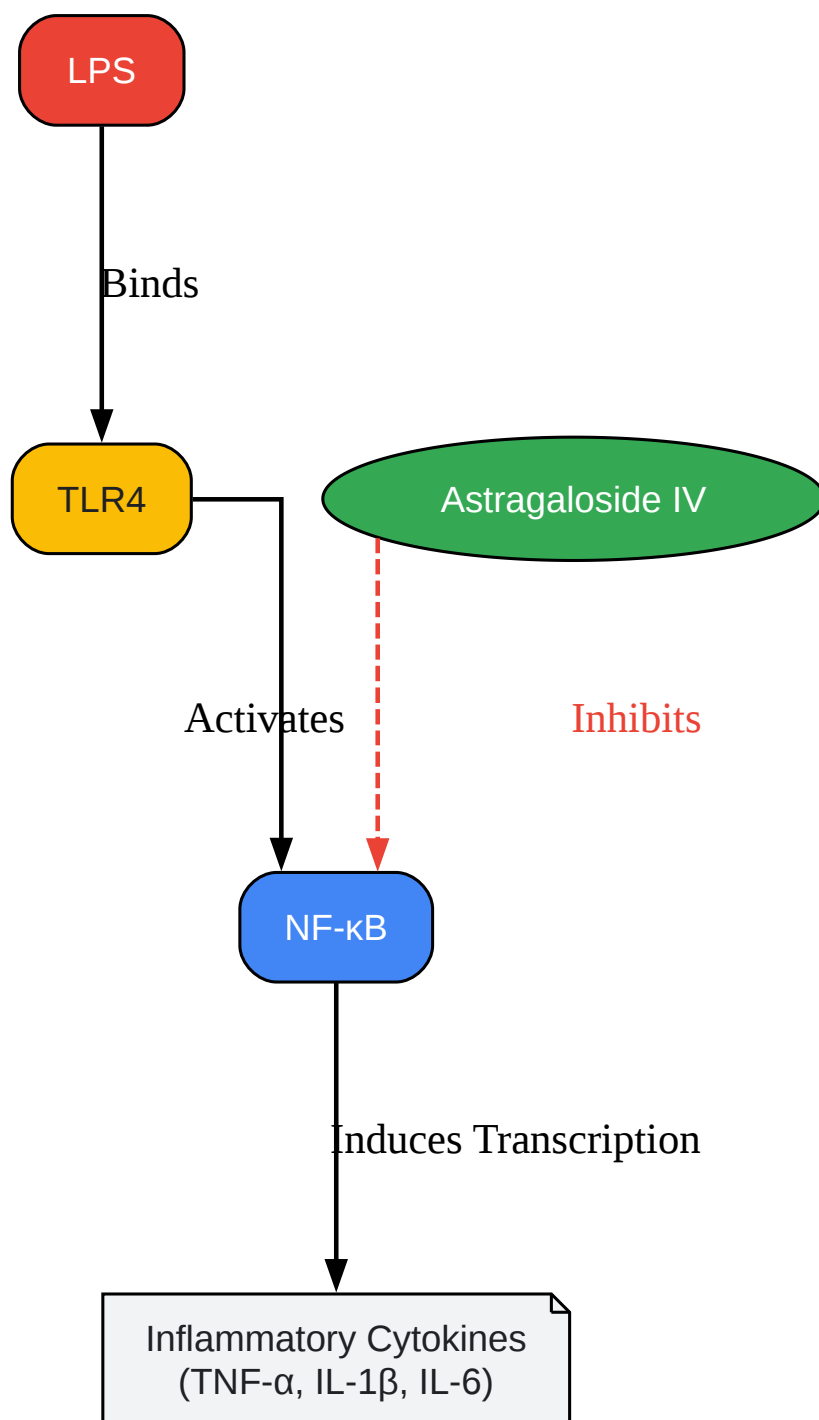 LPS
Binds
TLR4
Astragaloside IV
Activates
Inhibits
NF-κB
Induces Transcription
Inflammatory Cytokines
(TNF-α, IL-1β, IL-6)